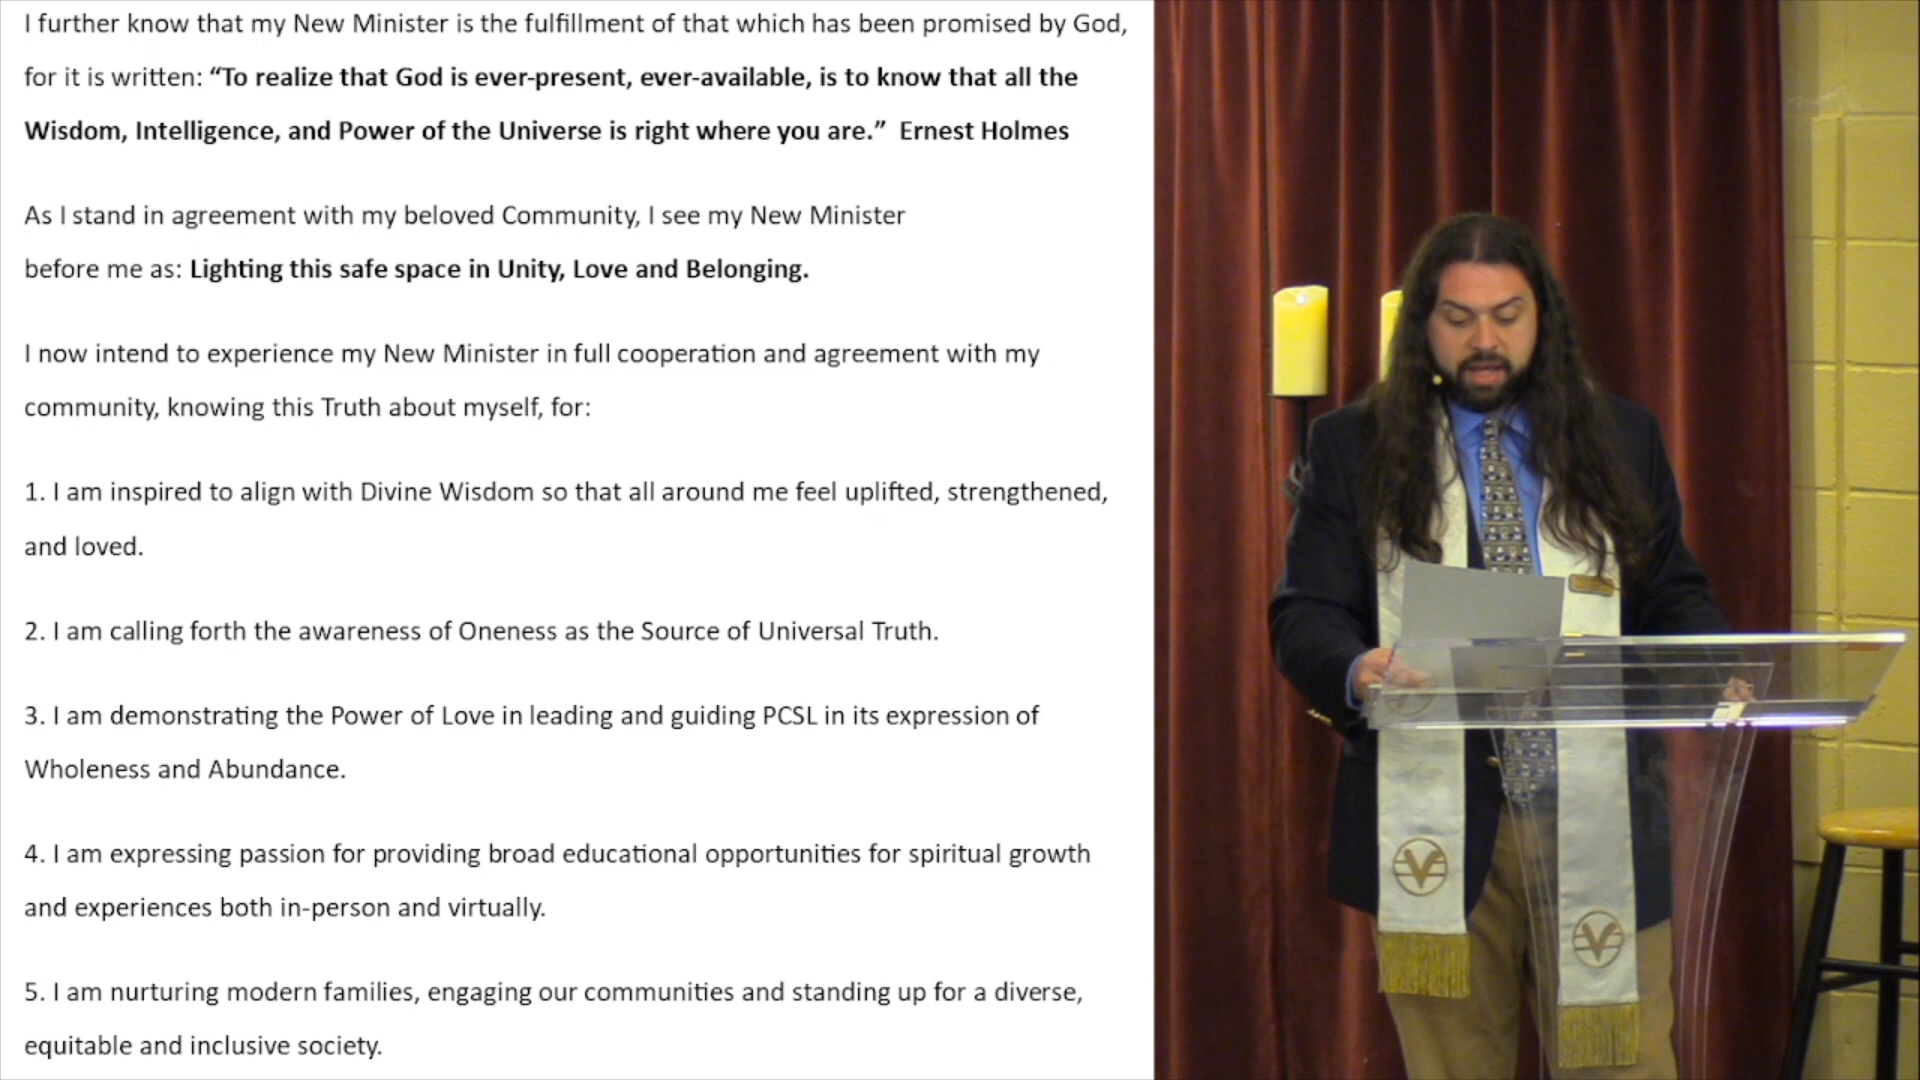 I further know that my New Minister is the fulfillment of that which has been promised by God,
for it is written: “To realize that God is ever-present, ever-available, is to know that all the
Wisdom, Intelligence, and Power of the Universe is right where you are.”  Ernest Holmes
As I stand in agreement with my beloved Community, I see my New Minister
before me as: Lighting this safe space in Unity, Love and Belonging.
I now intend to experience my New Minister in full cooperation and agreement with my
community, knowing this Truth about myself, for:
1. I am inspired to align with Divine Wisdom so that all around me feel uplifted, strengthened,
and loved.
2. I am calling forth the awareness of Oneness as the Source of Universal Truth.
3. I am demonstrating the Power of Love in leading and guiding PCSL in its expression of
Wholeness and Abundance.
4. I am expressing passion for providing broad educational opportunities for spiritual growth
and experiences both in-person and virtually.
5. I am nurturing modern families, engaging our communities and standing up for a diverse,
equitable and inclusive society.